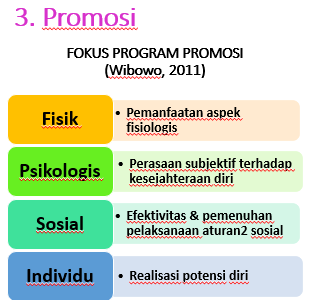 3. Promosi
FOKUS PROGRAM PROMOSI
(Wibowo, 2011)
Fisik
• Pemanfaatan aspek
fisiologis
Psikologis
• Perasaan subjektif terhadap
kesejahteraan diri
Sosial
• Efektivitas & pemenuhan
pelaksanaan aturan2 sosial
Individu
• Realisasi potensi diri